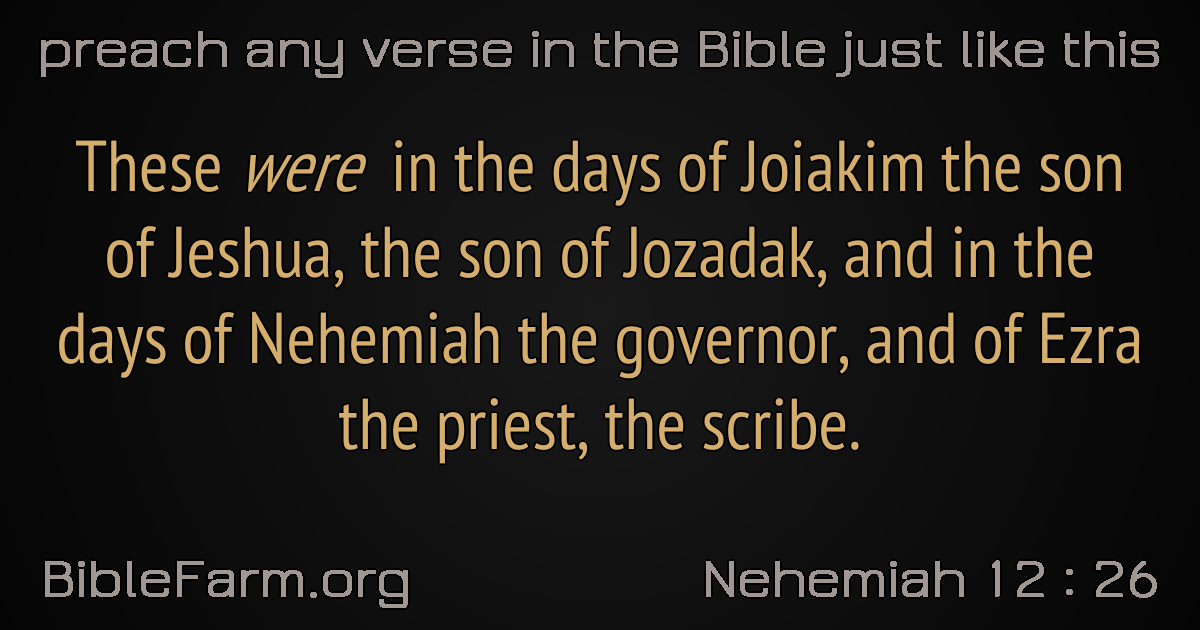 preach any verse in the Bible just like this
These were in the days of Joiakim the son
of Jeshua, the son of Jozadak, and in the
days of Nehemiah the governor, and of Ezra
the priest, the scribe.
BibleFarm.org
Nehemiah 12 : 26